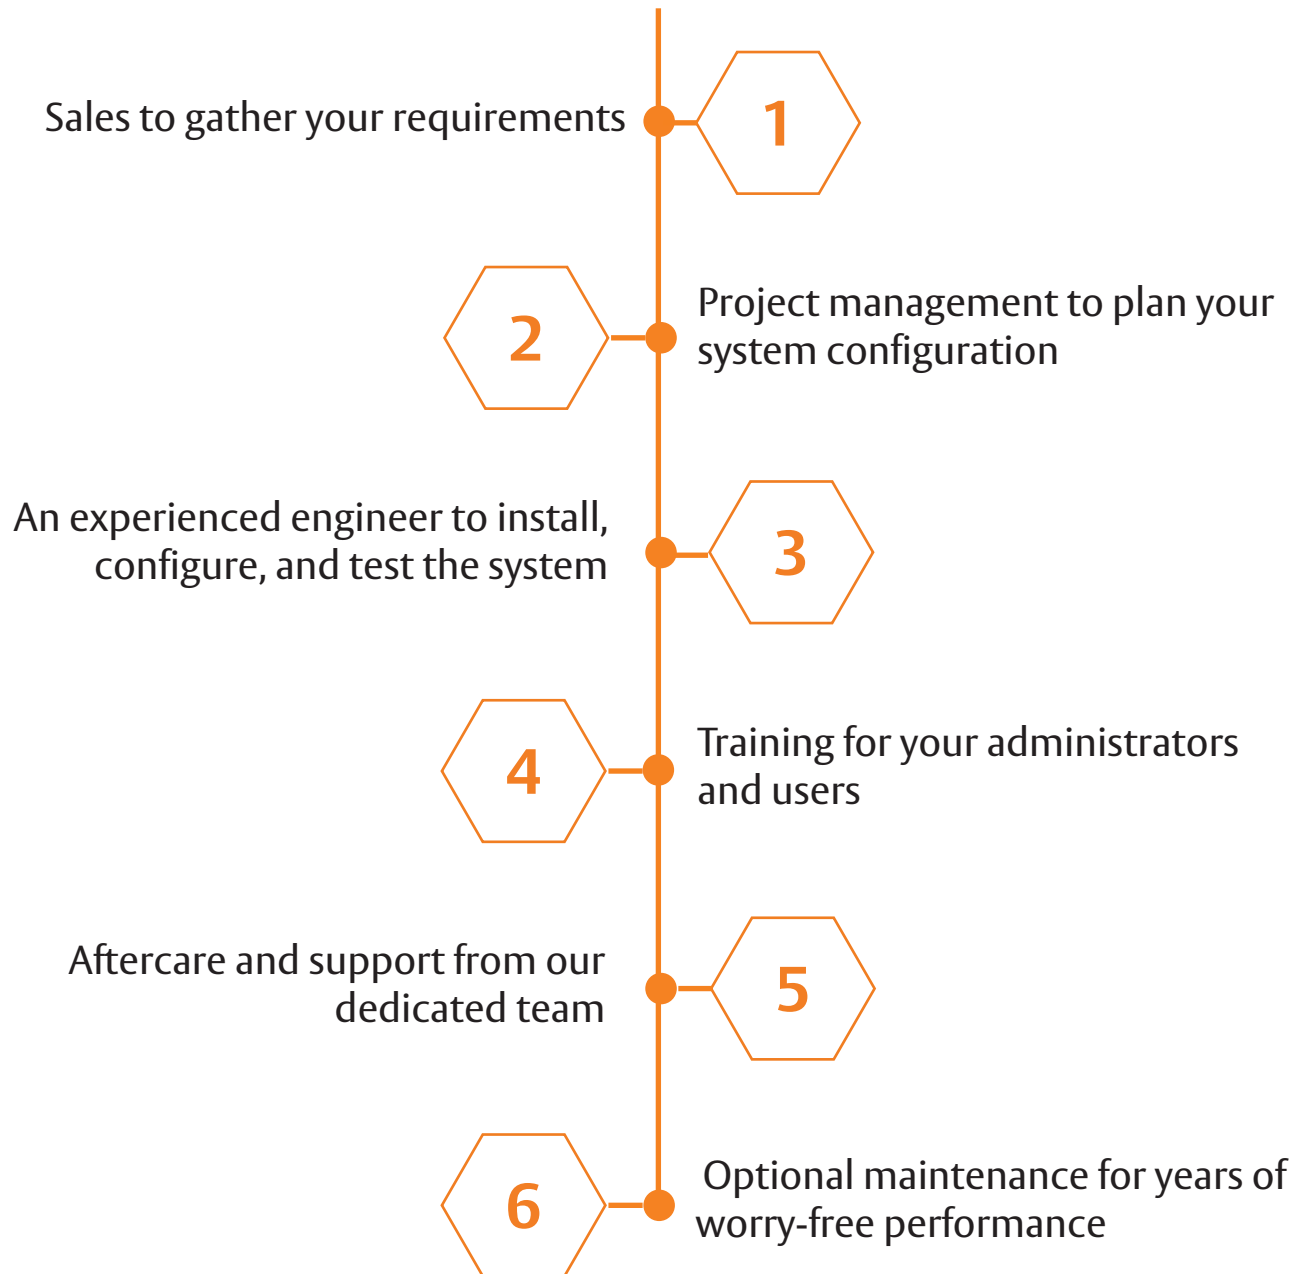 Sales to gather your requirements
1
2
Project management to plan your
system configuration
An experienced engineer to install,
configure, and test the system
3
4
Training for your administrators
and users
Aftercare and support from our
dedicated team
5
6
Optional maintenance for years of
worry-free performance